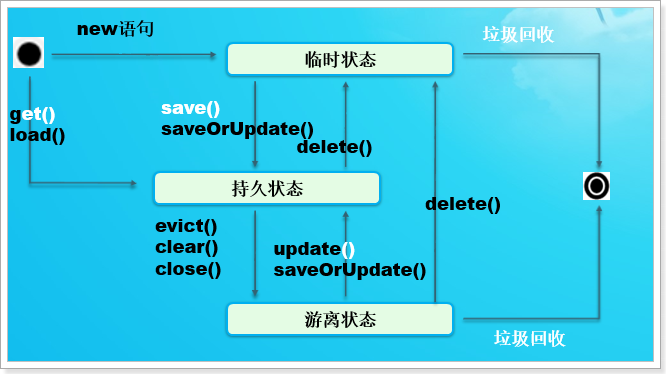 new语句
垃圾回收
临时状态
get()
load()
save()
saveOrUpdate()
delete()
持久状态
delete()
evict()
clear()
close()
update()
saveOrUpdate()
游离状态
垃圾回收